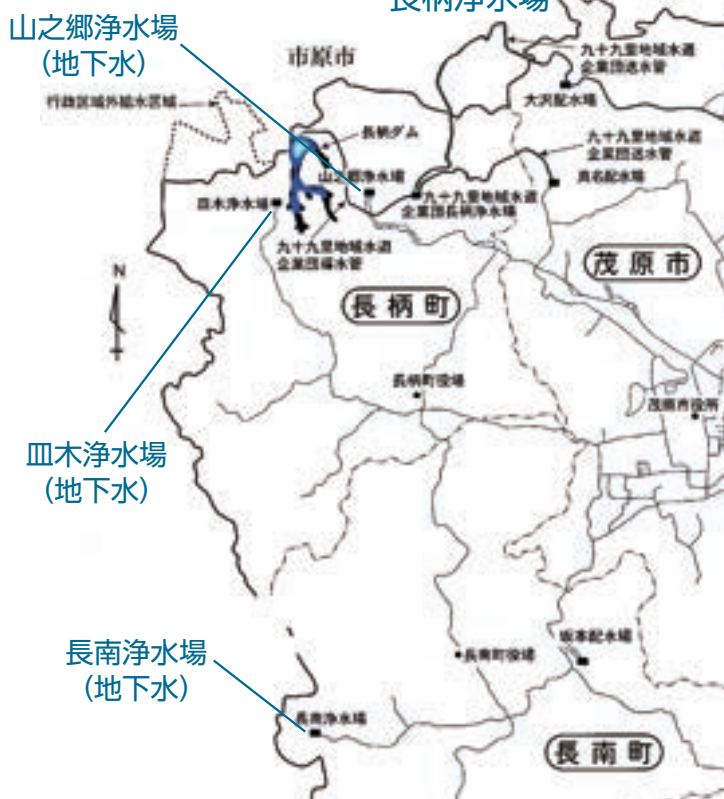 長柄浄水場
山之郷浄水場
（地下水）
市原市
九十九里地域水道
企業団送水管
行政区域外給水区域
大沢配水場
長柄ダム
九十九里地域水道
企業団送水管
山之郷浄水場
真名配水場
皿木浄水場
九十九里地域水道
企業団長柄浄水場
九十九里地域水道
企業団導水管
茂原市
N
長柄町
長柄町役場
茂原市役所
皿木浄水場
（地下水）
坂本配水場
長南町役場
長南浄水場
（地下水）
長南浄水場
長南町